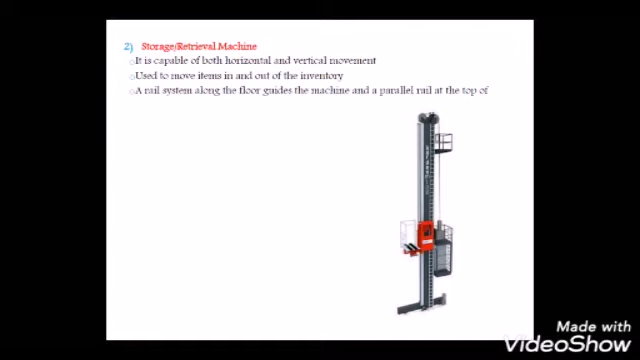 2) Storage/Retrieval Machine
○It is capable of both horizontal and vertical movement
○Used to move items in and out of the inventory
○A rail system along the floor guides the machine and a parallel rail at the top of
Made with
VideoShow